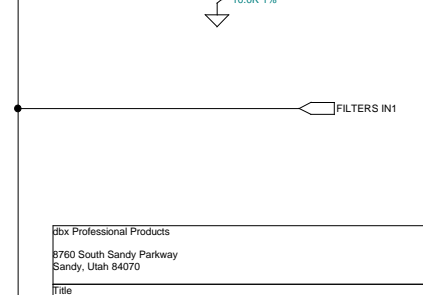 FILTERS IN1
dbx Professional Products
8760 South Sandy Parkway
Sandy, Utah 84070
Title